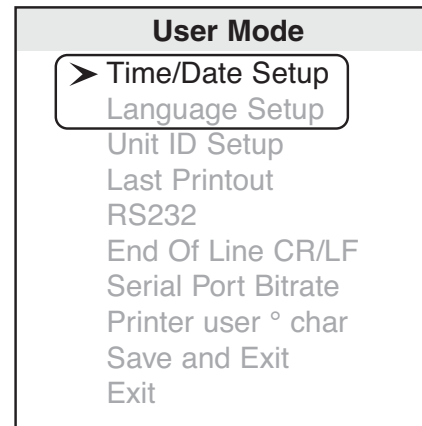 User Mode
➤ Time/Date Setup
Language Setup
Unit ID Setup
Last Printout
RS232
End Of Line CR/LF
Serial Port Bitrate
Printer user ° char
Save and Exit
Exit